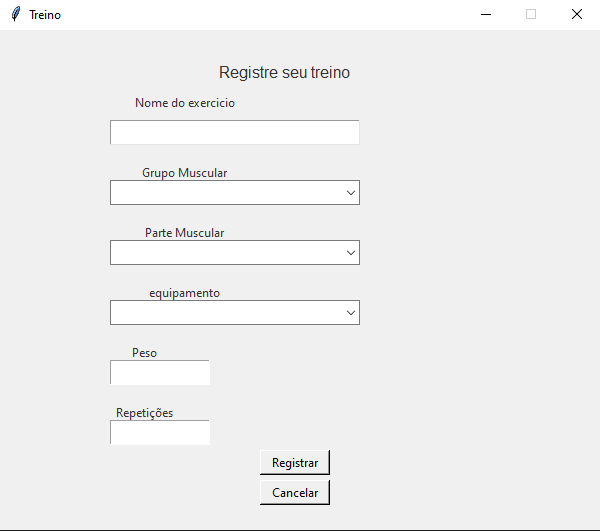 Treino
Registre seu treino
Nome do exercicio
Grupo Muscular
Parte Muscular
equipamento
Peso
Repetições
Registrar
Cancelar